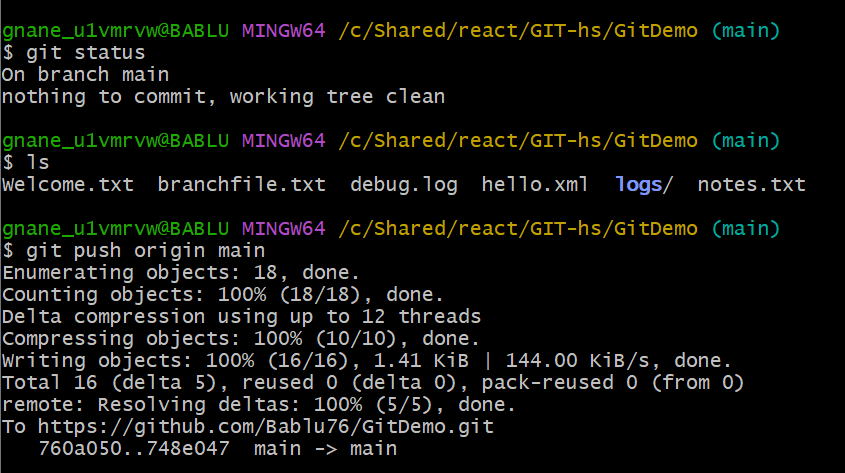 gnane_u1vmrvw@BABLU MINGW64 /c/Shared/react/GIT-hs/GitDemo (main)
$ git status
On branch main
nothing to commit, working tree clean
gnane_u1vmrvw@BABLU MINGW64 /c/Shared/react/GIT-hs/GitDemo (main)
$ ls
Welcome.txt  branchfile.txt  debug.log  hello.xml  logs/  notes.txt
gnane_u1vmrvw@BABLU MINGW64 /c/Shared/react/GIT-hs/GitDemo (main)
$ git push origin main
Enumerating objects: 18, done.
Counting objects: 100% (18/18), done.
Delta compression using up to 12 threads
Compressing objects: 100% (10/10), done.
Writing objects: 100% (16/16), 1.41 KiB | 144.00 KiB/s, done.
Total 16 (delta 5), reused 0 (delta 0), pack-reused 0 (from 0)
remote: Resolving deltas: 100% (5/5), done.
To https://github.com/Bablu76/GitDemo.git
   760a050..748e047  main -> main